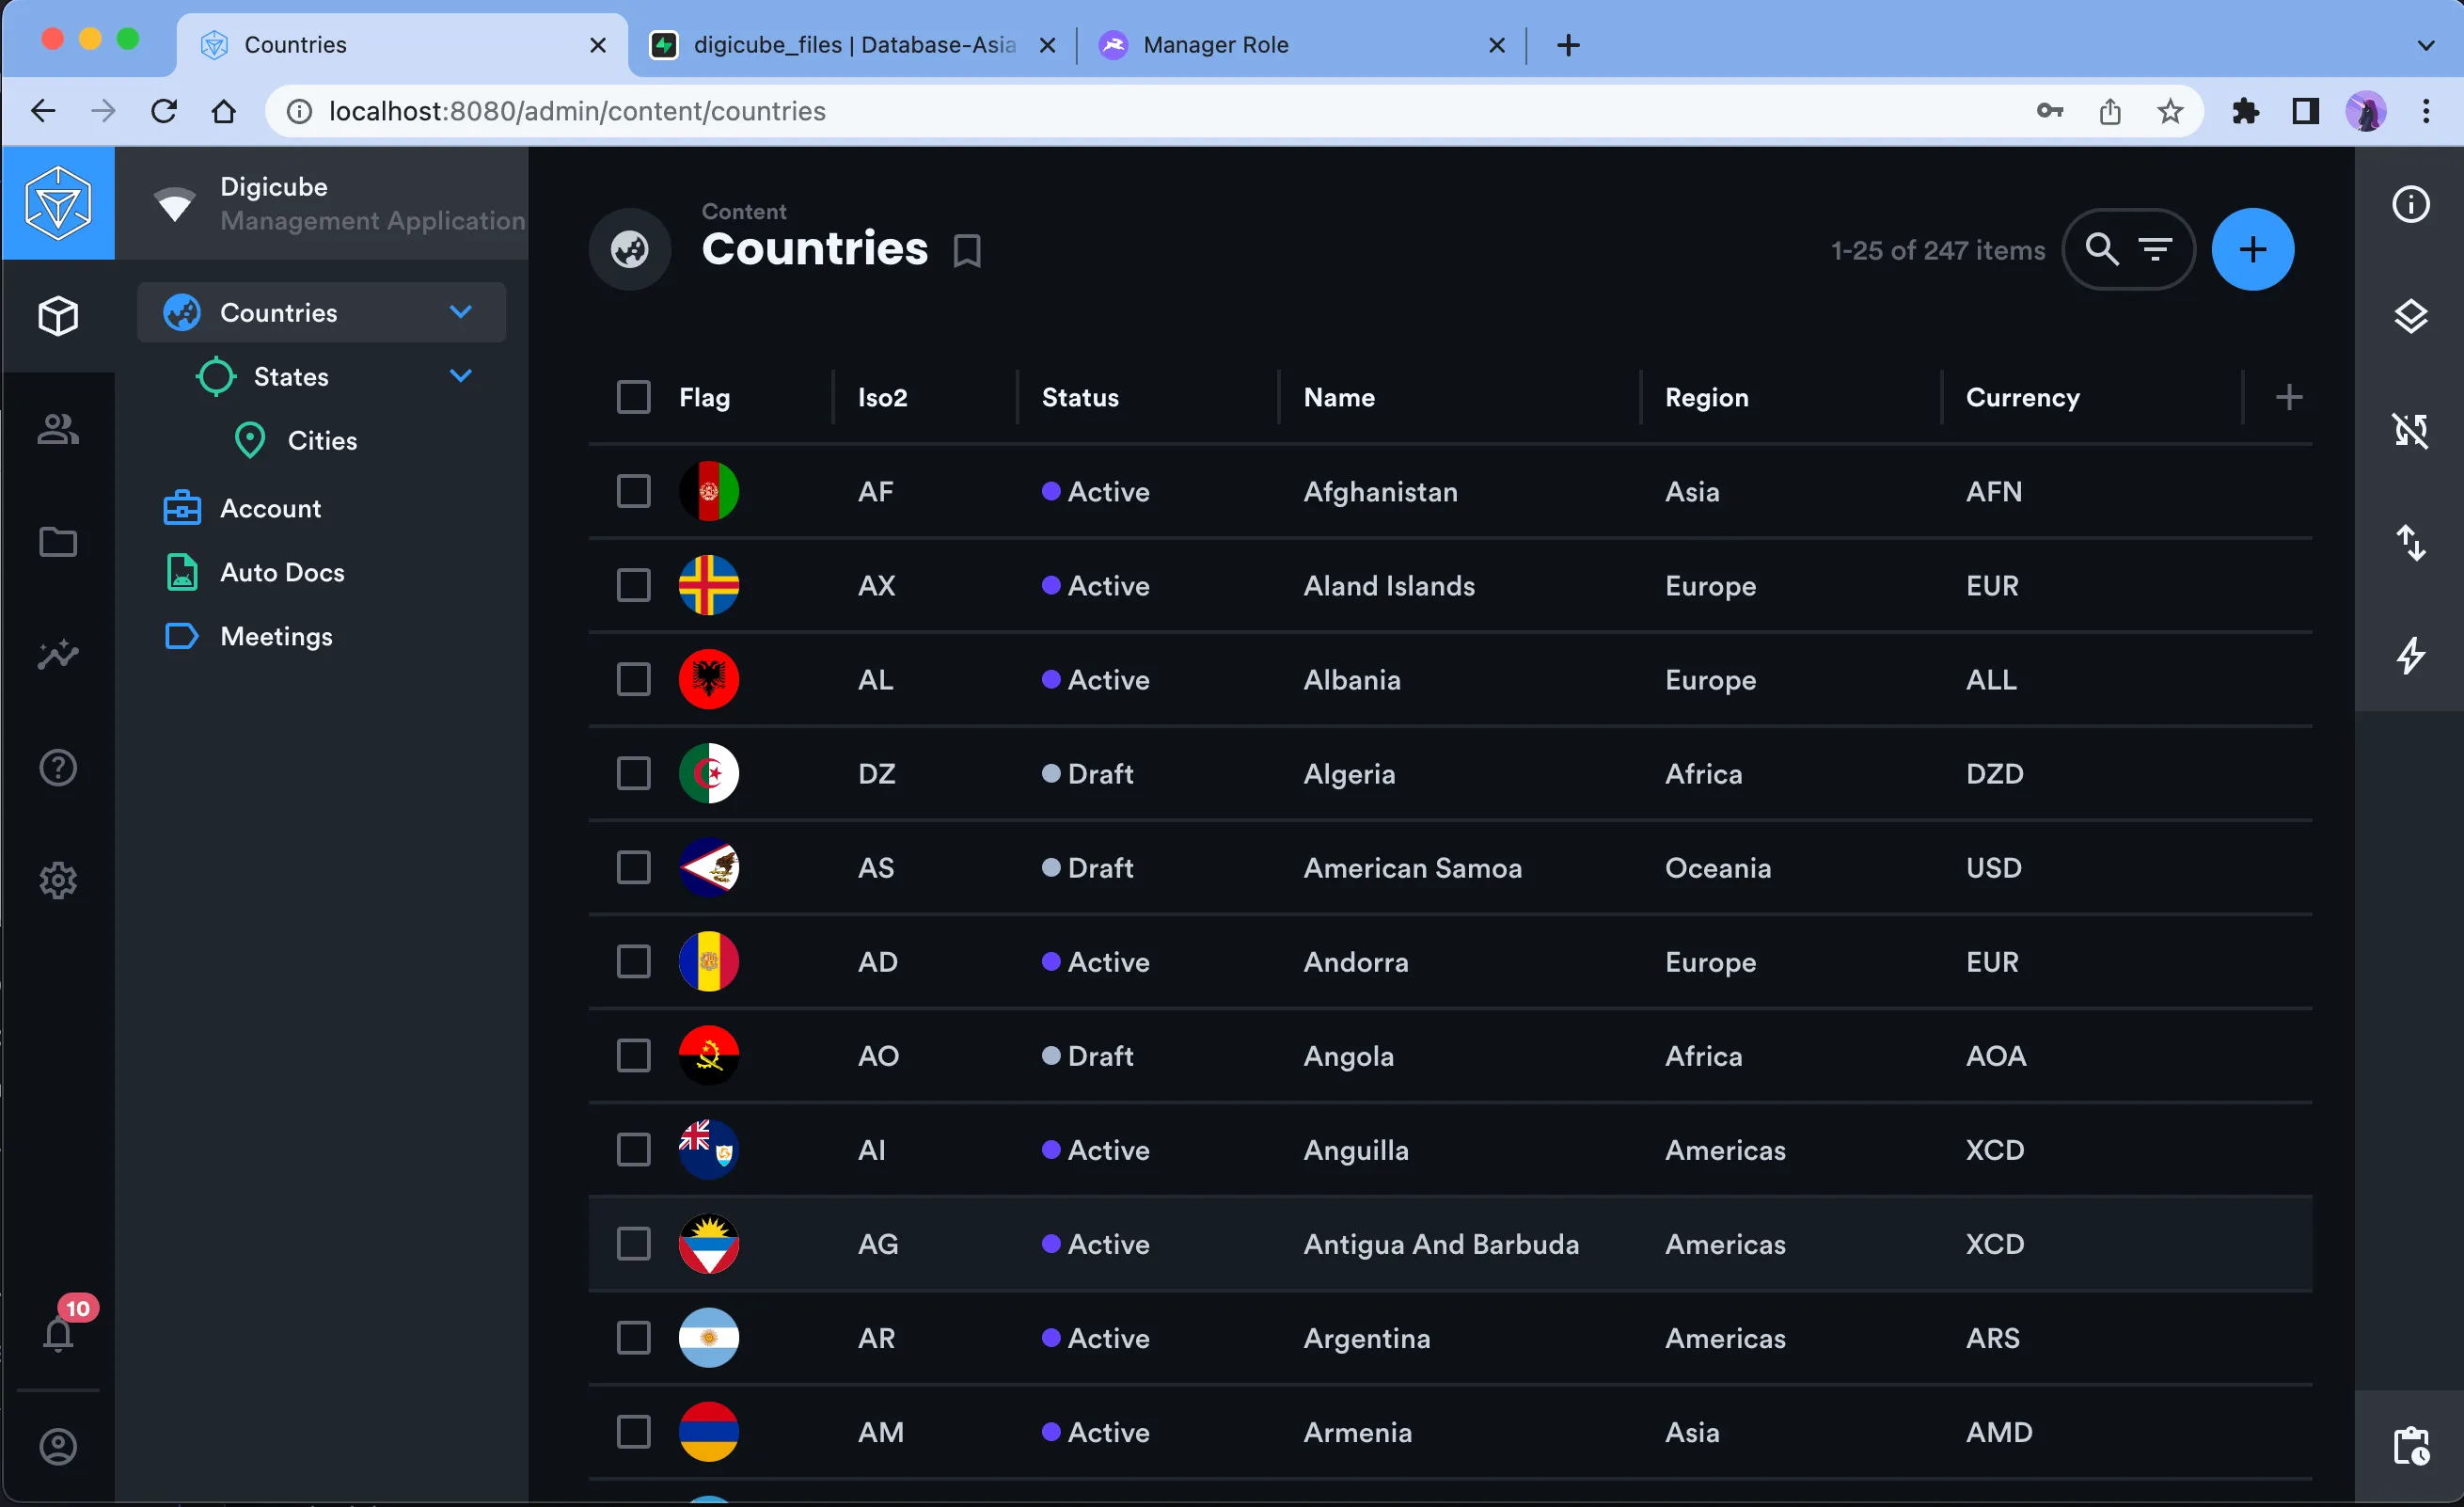 Countries
digicube_files | Database-Asia
Manager Role
localhost:8080/admin/content/countries
Digicube
Management Application
Countries
States
Cities
Account
Auto Docs
Meetings
10
Content
Countries
1-25 of 247 items
Flag Iso2 Status Name Region Currency
AF Active Afghanistan Asia AFN
AX Active Aland Islands Europe EUR
AL Active Albania Europe ALL
DZ Draft Algeria Africa DZD
AS Draft American Samoa Oceania USD
AD Active Andorra Europe EUR
AO Draft Angola Africa AOA
AI Active Anguilla Americas XCD
AG Active Antigua And Barbuda Americas XCD
AR Active Argentina Americas ARS
AM Active Armenia Asia AMD